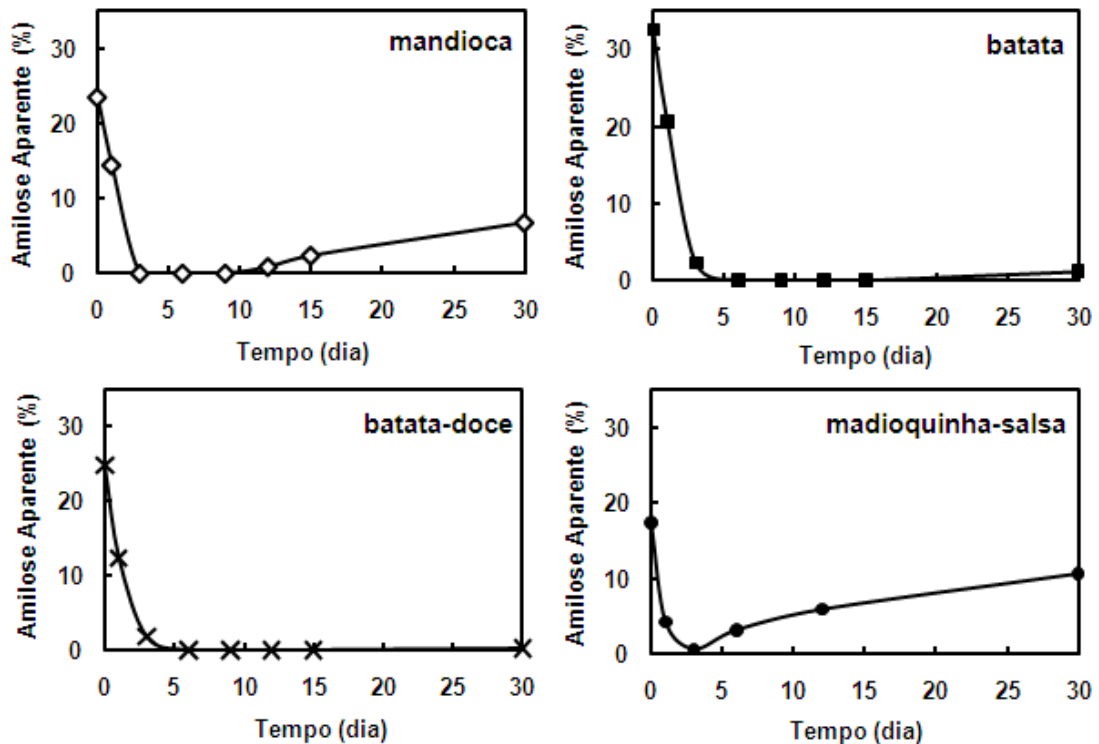 Amilose Aparente (%)
30
20
10
0
mandioca
0 5 10 15 20 25 30
Tempo (dia)
Amilose Aparente (%)
30
20
10
0
batata
0 5 10 15 20 25 30
Tempo (dia)
Amilose Aparente (%)
30
20
10
0
batata-doce
0 5 10 15 20 25 30
Tempo (dia)
Amilose Aparente (%)
30
20
10
0
madioquinha-salsa
0 5 10 15 20 25 30
Tempo (dia)